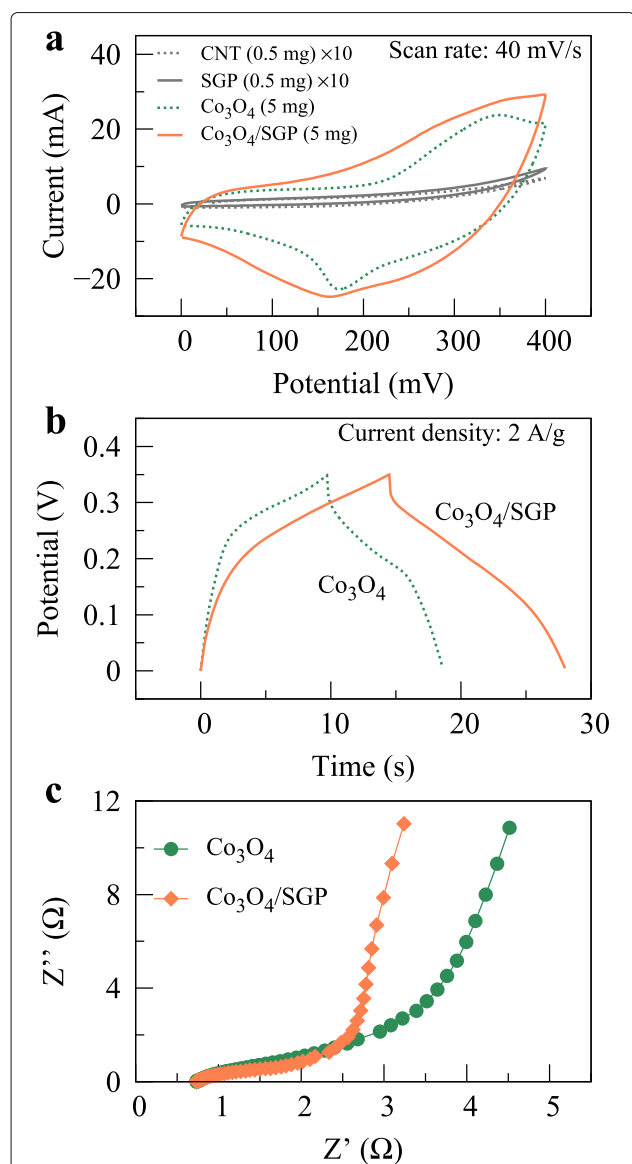 a
Scan rate: 40 mV/s
CNT (0.5 mg) ×10
SGP (0.5 mg) ×10
Co₃O₄ (5 mg)
Co₃O₄/SGP (5 mg)
40
20
0
−20
Current (mA)
0 100 200 300 400
Potential (mV)
b
Current density: 2 A/g
0.4
0.3
0.2
0.1
0
Potential (V)
Co₃O₄/SGP
Co₃O₄
0 10 20 30
Time (s)
c
12
8
4
0
Z’’ (Ω)
Co₃O₄
Co₃O₄/SGP
0 1 2 3 4 5
Z’ (Ω)